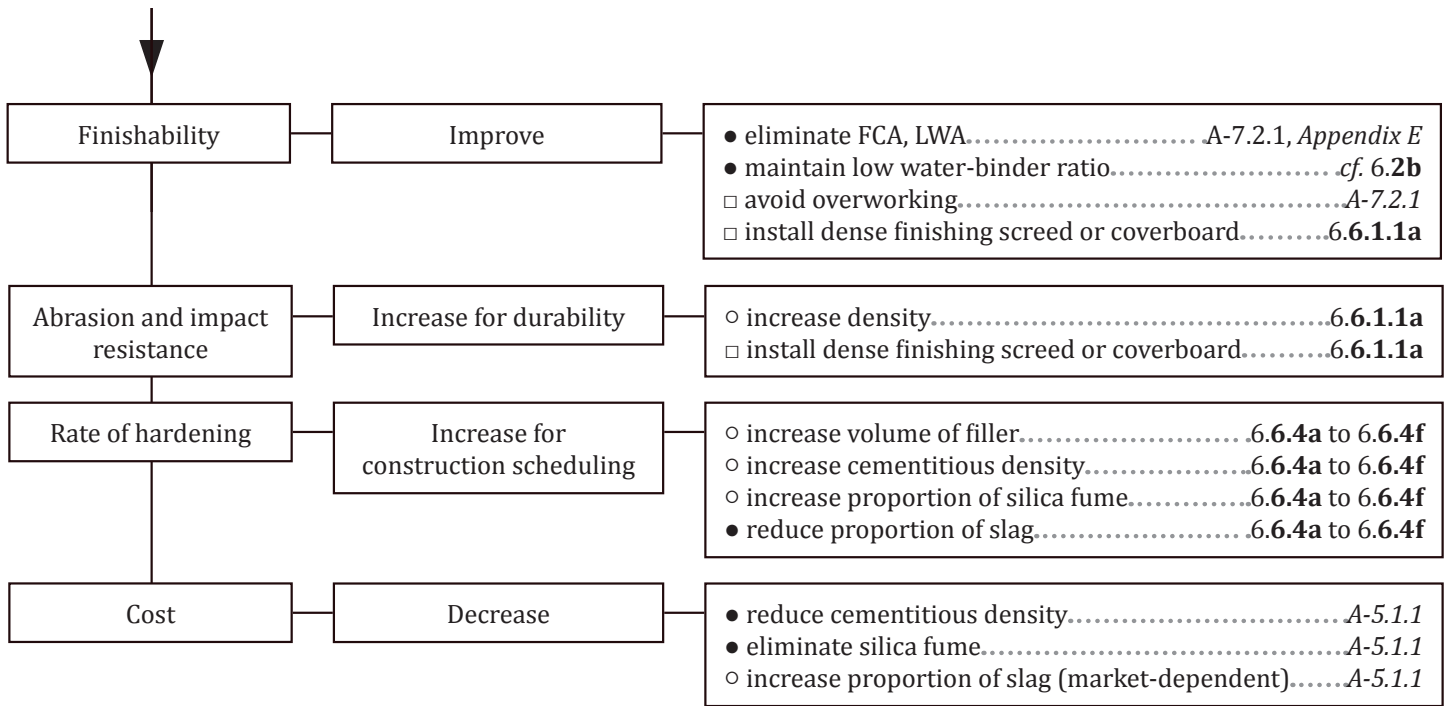 Finishability
Improve
● eliminate FCA, LWA........................A-7.2.1, Appendix E
● maintain low water-binder ratio........................cf. 6.2b
□ avoid overworking........................A-7.2.1
□ install dense finishing screed or coverboard..........6.6.1.1a
Abrasion and impact
resistance
Increase for durability
○ increase density........................6.6.1.1a
□ install dense finishing screed or coverboard..........6.6.1.1a
Rate of hardening
Increase for
construction scheduling
○ increase volume of filler........................6.6.4a to 6.6.4f
○ increase cementitious density........................6.6.4a to 6.6.4f
○ increase proportion of silica fume................6.6.4a to 6.6.4f
● reduce proportion of slag........................6.6.4a to 6.6.4f
Cost
Decrease
● reduce cementitious density........................A-5.1.1
● eliminate silica fume........................A-5.1.1
○ increase proportion of slag (market-dependent)......A-5.1.1